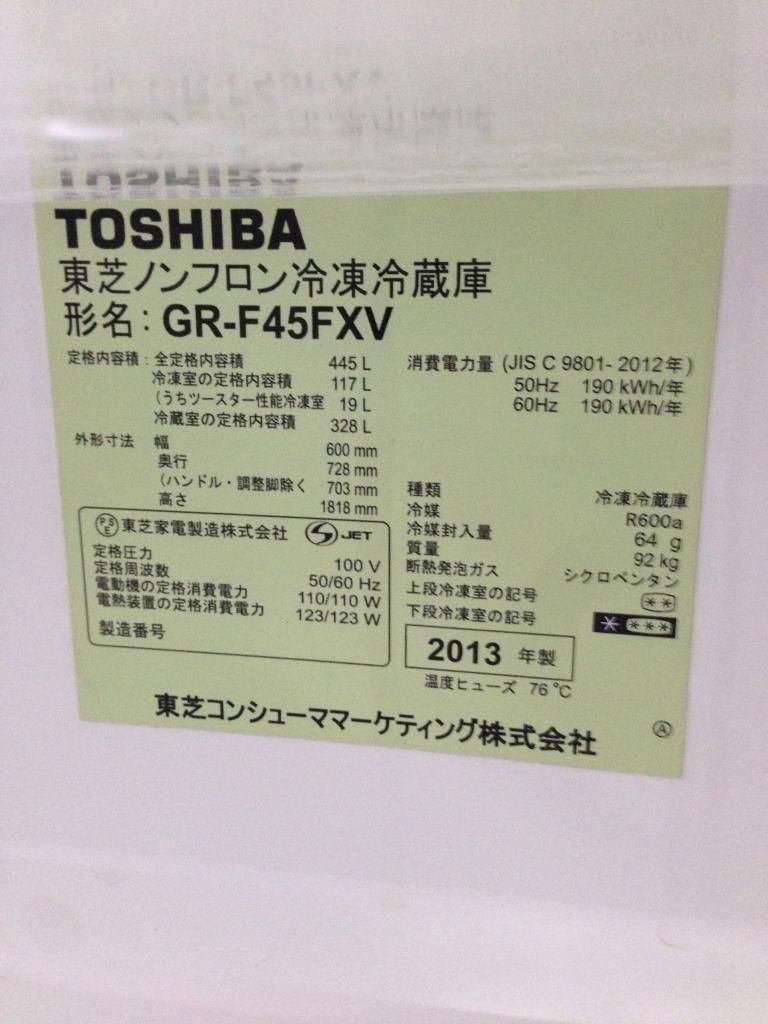 TOSHIBA
東芝ノンフロン冷凍冷蔵庫
形名: GR-F45FXV
定格内容積: 全定格内容積 445 L
冷凍室の定格内容積 117 L
(うちツースター性能冷凍室 19 L
冷蔵室の定格内容積 328 L
外形寸法 幅 600 mm
奥行 728 mm
(ハンドル・調整脚除く 703 mm
高さ 1818 mm
PSE 東芝家電製造株式会社 JET
定格圧力 100 V
定格周波数 50/60 Hz
電動機の定格消費電力 110/110 W
電熱装置の定格消費電力 123/123 W
製造番号
消費電力量 (JIS C 9801- 2012年)
50Hz 190 kWh/年
60Hz 190 kWh/年
種類 冷凍冷蔵庫
冷媒 R600a
冷媒封入量 64 g
質量 92 kg
断熱発泡ガス シクロペンタン
上段冷凍室の記号 **
下段冷凍室の記号 * ***
2013 年製
温度ヒューズ 76℃
東芝コンシューママーケティング株式会社 Ⓐ